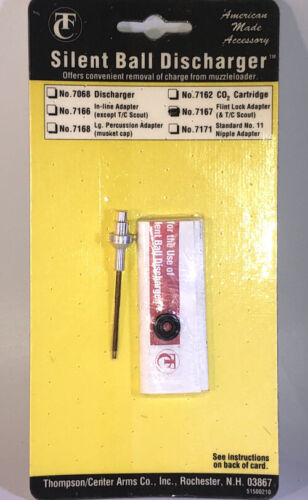 TC
American
Made
Accessory
Silent Ball Discharger™
Offers convenient removal of charge from muzzleloader.
No.7068 Discharger
No.7162 CO2 Cartridge
No.7166 In-line Adapter
(except T/C Scout)
No.7167 Flint Lock Adapter
(& T/C Scout)
No.7168 Lg. Percussion Adapter
(musket cap)
No.7171 Standard No. 11
Nipple Adapter
for the Use of
ilent Ball Discharger
TC
See instructions
on back of card.
Thompson/Center Arms Co., Inc., Rochester, N.H. 03867
51500210